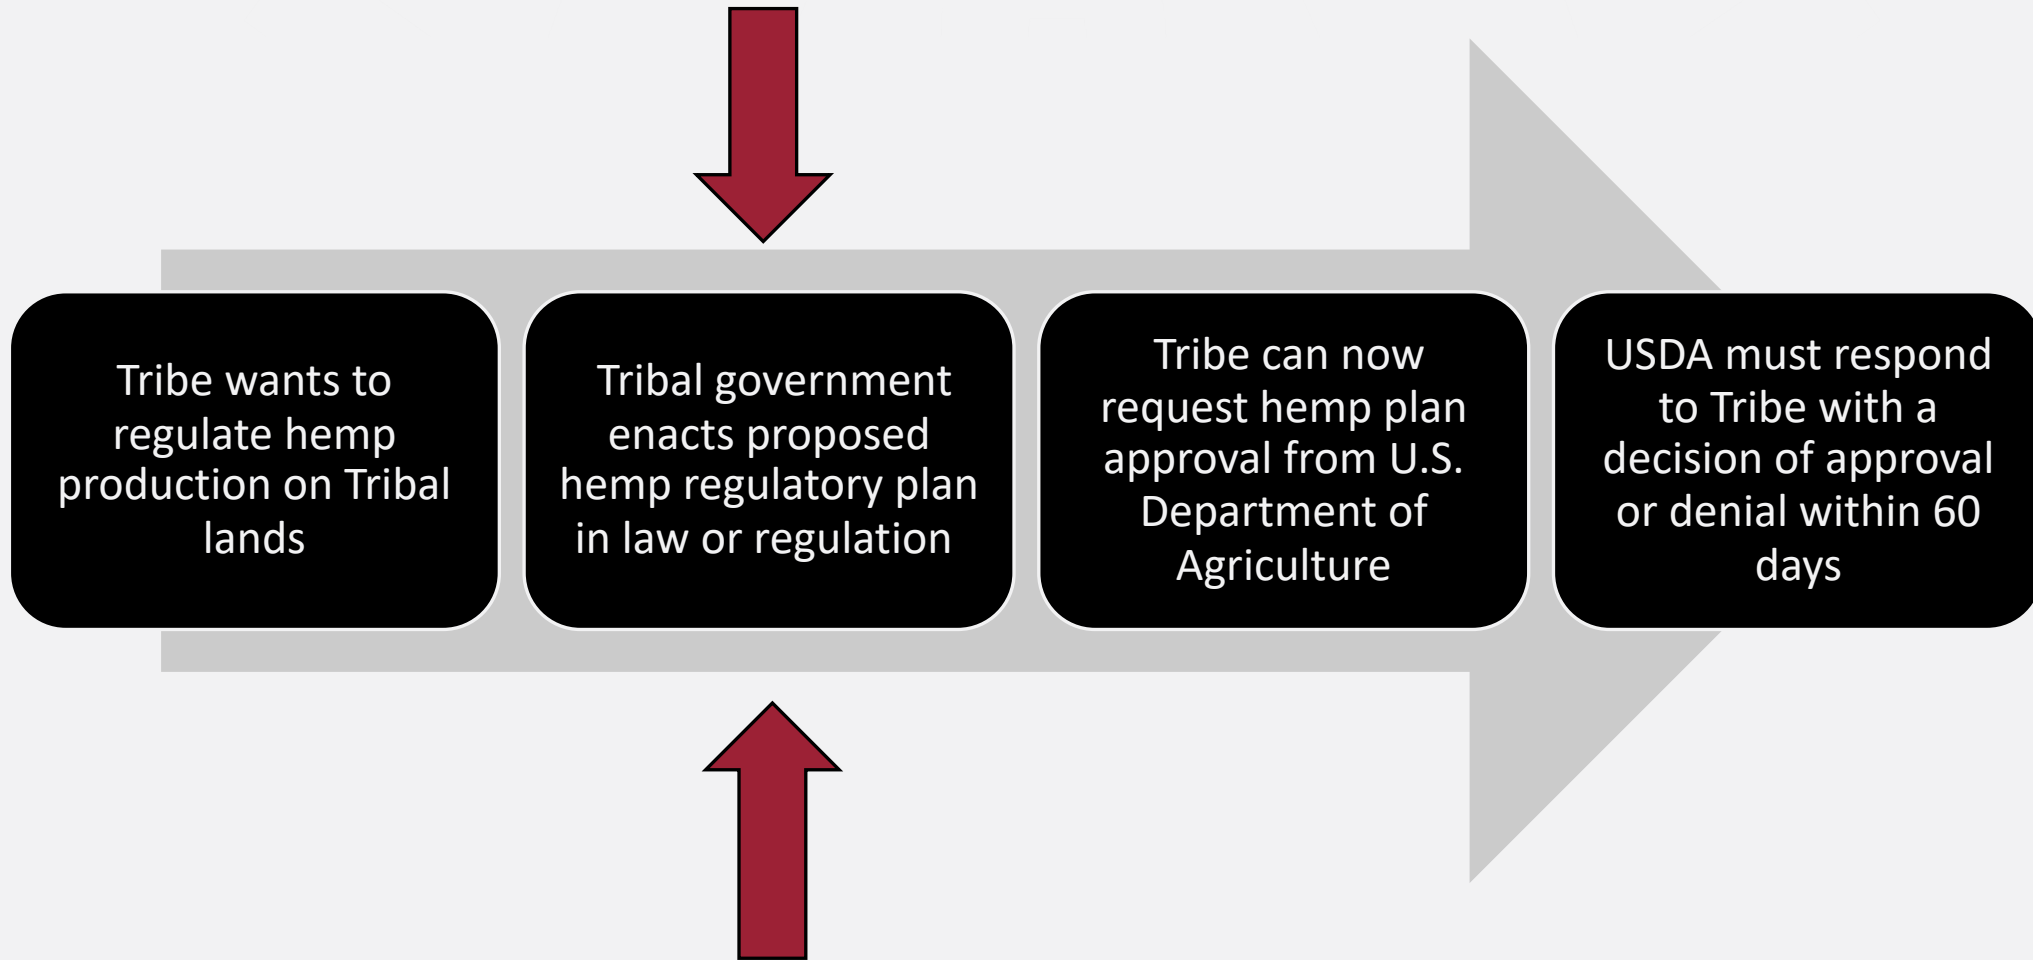 Tribe wants to
regulate hemp
production on Tribal
lands
Tribal government
enacts proposed
hemp regulatory plan
in law or regulation
Tribe can now
request hemp plan
approval from U.S.
Department of
Agriculture
USDA must respond
to Tribe with a
decision of approval
or denial within 60
days